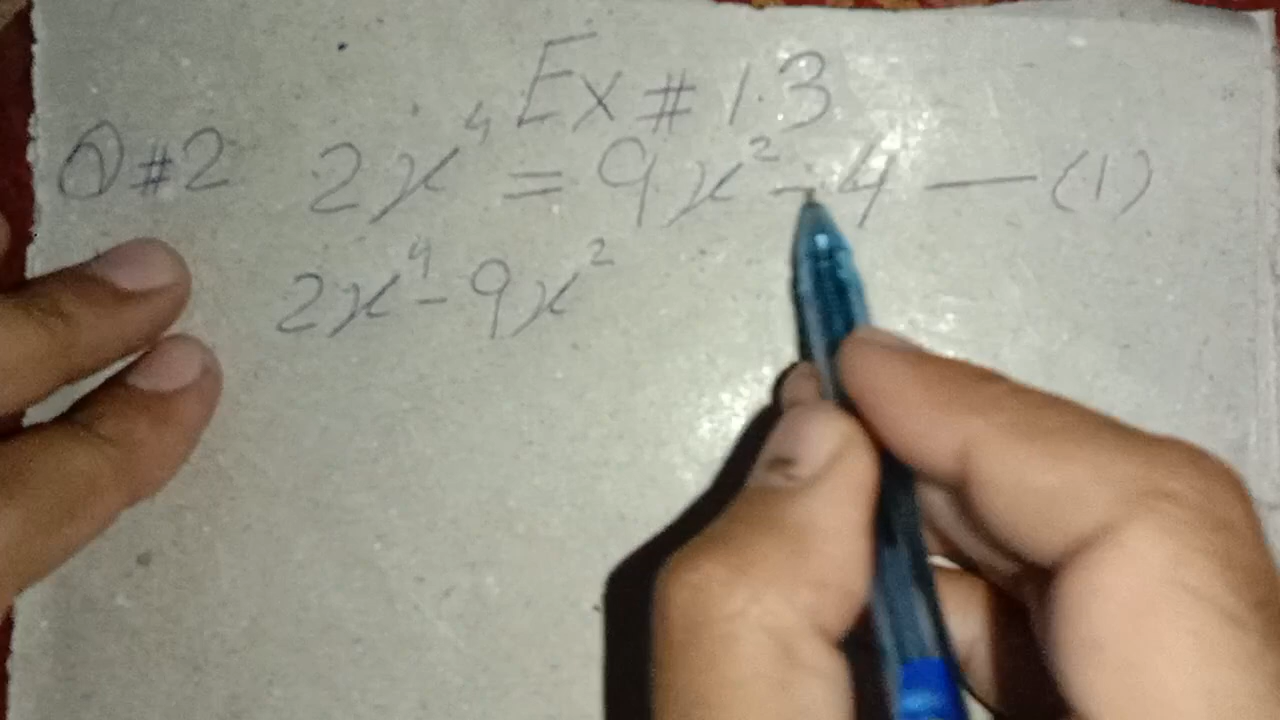 Ex # 1.3
Q#2 2x⁴ = 9x² - 4 — (1)
2x⁴ - 9x²